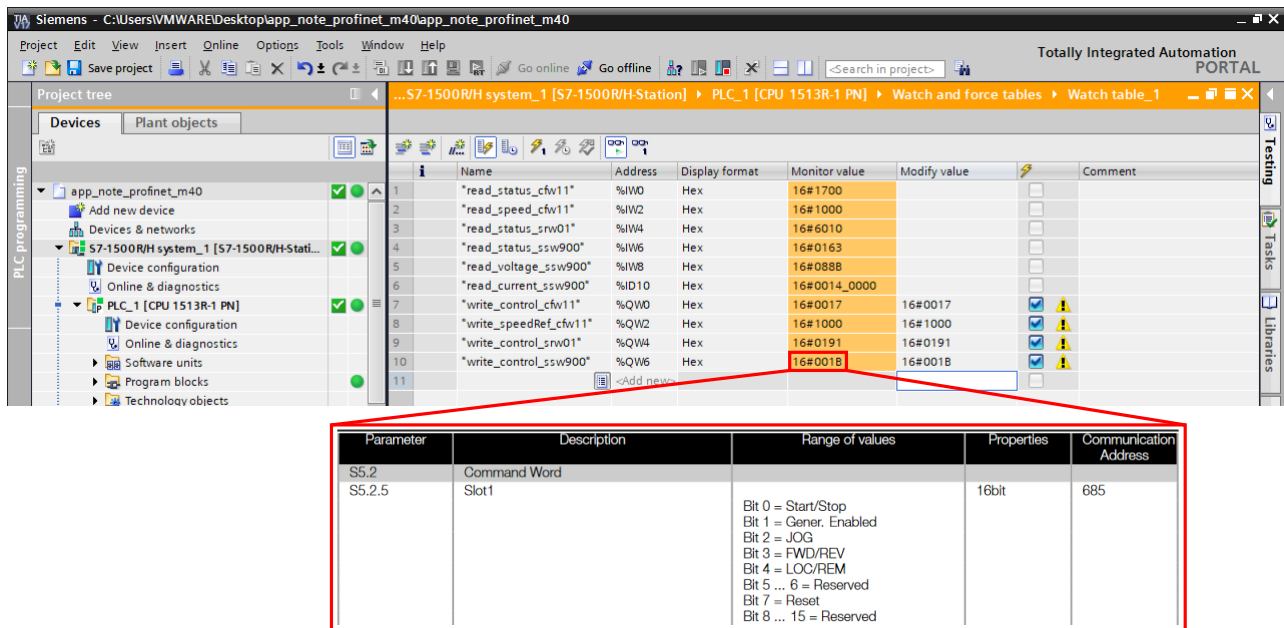 Siemens - C:\Users\VMWARE\Desktop\app_note_profinet_m40\app_note_profinet_m40
Project Edit View Insert Online Options Tools Window Help
Totally Integrated Automation
PORTAL
Save project Go online Go offline <Search in project>
Project tree
...S7-1500R/H system_1 [S7-1500R/H-Station] PLC_1 [CPU 1513R-1 PN] Watch and force tables Watch table_1
Devices Plant objects
PLC programming
app_note_profinet_m40
Add new device
Devices & networks
S7-1500R/H system_1 [S7-1500R/H-Stati...
Device configuration
Online & diagnostics
PLC_1 [CPU 1513R-1 PN]
Device configuration
Online & diagnostics
Software units
Program blocks
Technology objects
i Name Address Display format Monitor value Modify value Comment
1 "read_status_cfw11" %IW0 Hex 16#1700
2 "read_speed_cfw11" %IW2 Hex 16#1000
3 "read_status_srw01" %IW4 Hex 16#6010
4 "read_status_ssw900" %IW6 Hex 16#0163
5 "read_voltage_ssw900" %IW8 Hex 16#088B
6 "read_current_ssw900" %ID10 Hex 16#0014_0000
7 "write_control_cfw11" %QW0 Hex 16#0017 16#0017
8 "write_speedRef_cfw11" %QW2 Hex 16#1000 16#1000
9 "write_control_srw01" %QW4 Hex 16#0191 16#0191
10 "write_control_ssw900" %QW6 Hex 16#001B 16#001B
11 <Add new>
Testing
Tasks
Libraries
Parameter Description Range of values Properties Communication
Address
S5.2 Command Word
S5.2.5 Slot1 16bit 685
Bit 0 = Start/Stop
Bit 1 = Gener. Enabled
Bit 2 = JOG
Bit 3 = FWD/REV
Bit 4 = LOC/REM
Bit 5 ... 6 = Reserved
Bit 7 = Reset
Bit 8 ... 15 = Reserved